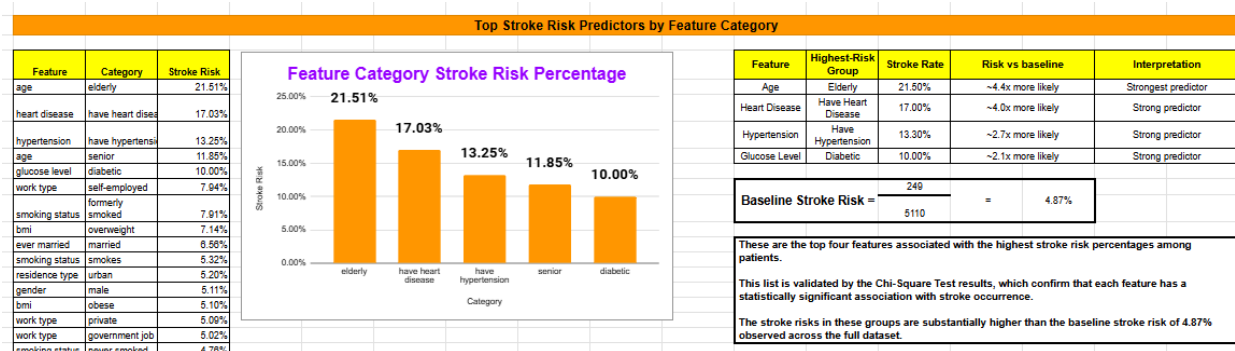 Top Stroke Risk Predictors by Feature Category
Feature Category Stroke Risk
age elderly 21.51%
heart disease have heart disea 17.03%
hypertension have hypertensi 13.25%
age senior 11.85%
glucose level diabetic 10.00%
work type self-employed 7.94%
smoking status formerly smoked 7.91%
bmi overweight 7.14%
ever married married 6.56%
smoking status smokes 5.32%
residence type urban 5.20%
gender male 5.11%
bmi obese 5.10%
work type private 5.09%
work type government job 5.02%
smoking status never smoked 4.76%
Feature Category Stroke Risk Percentage
25.00%
20.00%
15.00%
10.00%
5.00%
0.00%
Stroke Risk
21.51%
17.03%
13.25%
11.85%
10.00%
elderly
have heart disease
have hypertension
senior
diabetic
Category
Feature Highest-Risk Group Stroke Rate Risk vs baseline Interpretation
Age Elderly 21.50% ~4.4x more likely Strongest predictor
Heart Disease Have Heart Disease 17.00% ~4.0x more likely Strong predictor
Hypertension Have Hypertension 13.30% ~2.7x more likely Strong predictor
Glucose Level Diabetic 10.00% ~2.1x more likely Strong predictor
Baseline Stroke Risk = 249
5110
= 4.87%
These are the top four features associated with the highest stroke risk percentages among
patients.
This list is validated by the Chi-Square Test results, which confirm that each feature has a
statistically significant association with stroke occurrence.
The stroke risks in these groups are substantially higher than the baseline stroke risk of 4.87%
observed across the full dataset.